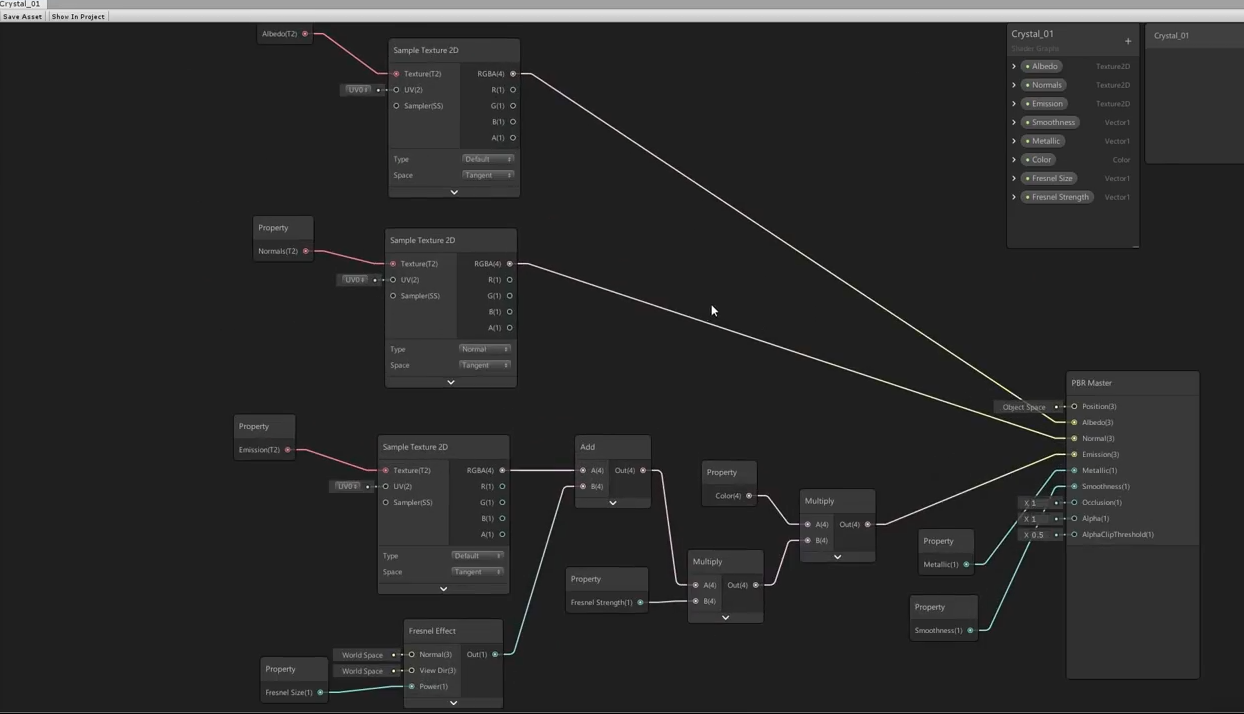 Crystal_01
Save Asset Show In Project
Albedo(T2)
Sample Texture 2D
Texture(T2) RGBA(4)
UV0 UV(2) R(1)
Sampler(SS) G(1)
B(1)
A(1)
Type Default
Space Tangent
Crystal_01
Shader Graphs
Albedo Texture2D
Normals Texture2D
Emission Texture2D
Smoothness Vector1
Metallic Vector1
Color Color
Fresnel Size Vector1
Fresnel Strength Vector1
Crystal_01
Property
Normals(T2)
Sample Texture 2D
Texture(T2) RGBA(4)
UV0 UV(2) R(1)
Sampler(SS) G(1)
B(1)
A(1)
Type Normal
Space Tangent
PBR Master
Object Space Position(3)
Albedo(3)
Normal(3)
Emission(3)
Metallic(1)
Smoothness(1)
X 1 Occlusion(1)
X 1 Alpha(1)
X 0.5 AlphaClipThreshold(1)
Property
Emission(T2)
Sample Texture 2D
Texture(T2) RGBA(4)
UV0 UV(2) R(1)
Sampler(SS) G(1)
B(1)
A(1)
Type Default
Space Tangent
Add
A(4) Out(4)
B(4)
Property
Color(4)
Multiply
A(4) Out(4)
B(4)
Property
Fresnel Strength(1)
Multiply
A(4) Out(4)
B(4)
Property
Metallic(1)
Property
Smoothness(1)
Fresnel Effect
World Space Normal(3) Out(1)
World Space View Dir(3)
Power(1)
Property
Fresnel Size(1)